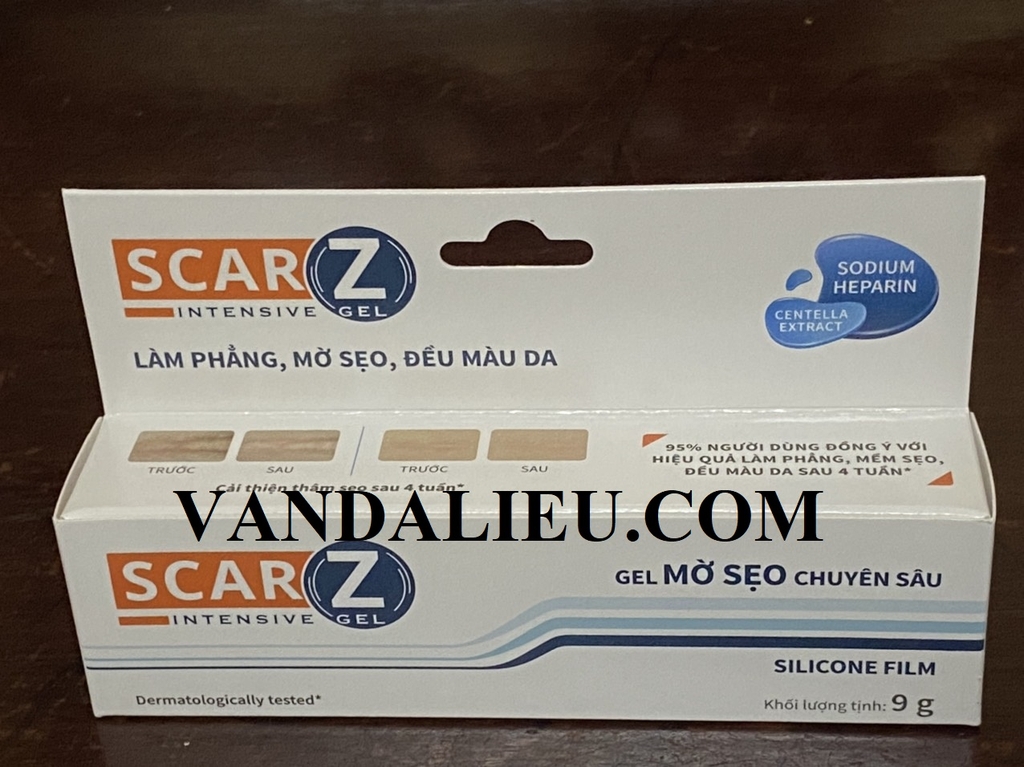 SCAR Z
INTENSIVE GEL
SODIUM
HEPARIN
CENTELLA
EXTRACT
LÀM PHẲNG, MỜ SẸO, ĐỀU MÀU DA
TRƯỚC SAU TRƯỚC SAU
Cải thiện thâm sẹo sau 4 tuần*
95% NGƯỜI DÙNG ĐỒNG Ý VỚI
HIỆU QUẢ LÀM PHẲNG, MỀM SẸO,
ĐỀU MÀU DA SAU 4 TUẦN*
VANDALIEU.COM
SCAR Z
INTENSIVE GEL
GEL MỜ SẸO CHUYÊN SÂU
SILICONE FILM
Dermatologically tested*
Khối lượng tịnh: 9 g